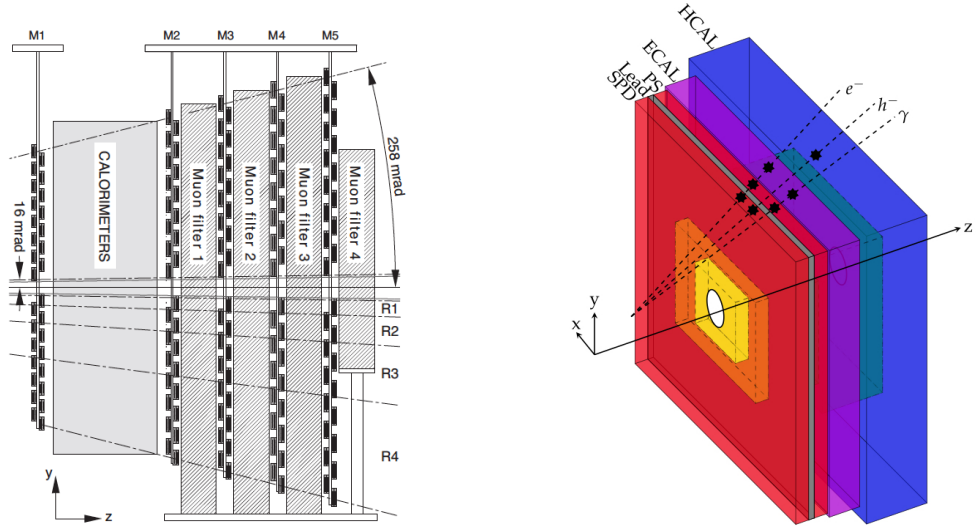 M1
M2
M3
M4
M5
CALORIMETERS
Muon filter 1
Muon filter 2
Muon filter 3
Muon filter 4
258 mrad
16 mrad
R1
R2
R3
R4
y
z
HCAL
ECAL
PS
Lead
SPD
e⁻
h⁻
γ
z
y
x